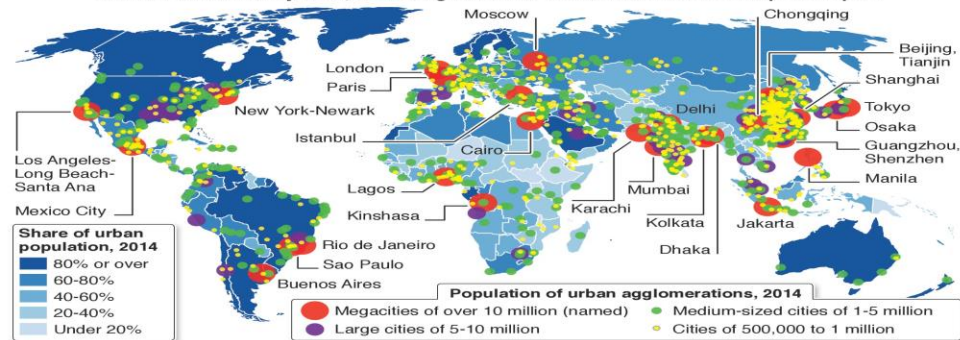 Moscow
Chongqing
Beijing,
Tianjin
London
Paris
Shanghai
New York-Newark
Delhi
Tokyo
Istanbul
Osaka
Cairo
Guangzhou,
Shenzhen
Los Angeles-
Long Beach-
Santa Ana
Lagos
Mumbai
Manila
Mexico City
Kinshasa
Karachi
Kolkata
Jakarta
Dhaka
Rio de Janeiro
Sao Paulo
Buenos Aires
Share of urban
population, 2014
80% or over
60-80%
40-60%
20-40%
Under 20%
Population of urban agglomerations, 2014
Megacities of over 10 million (named)
Medium-sized cities of 1-5 million
Large cities of 5-10 million
Cities of 500,000 to 1 million